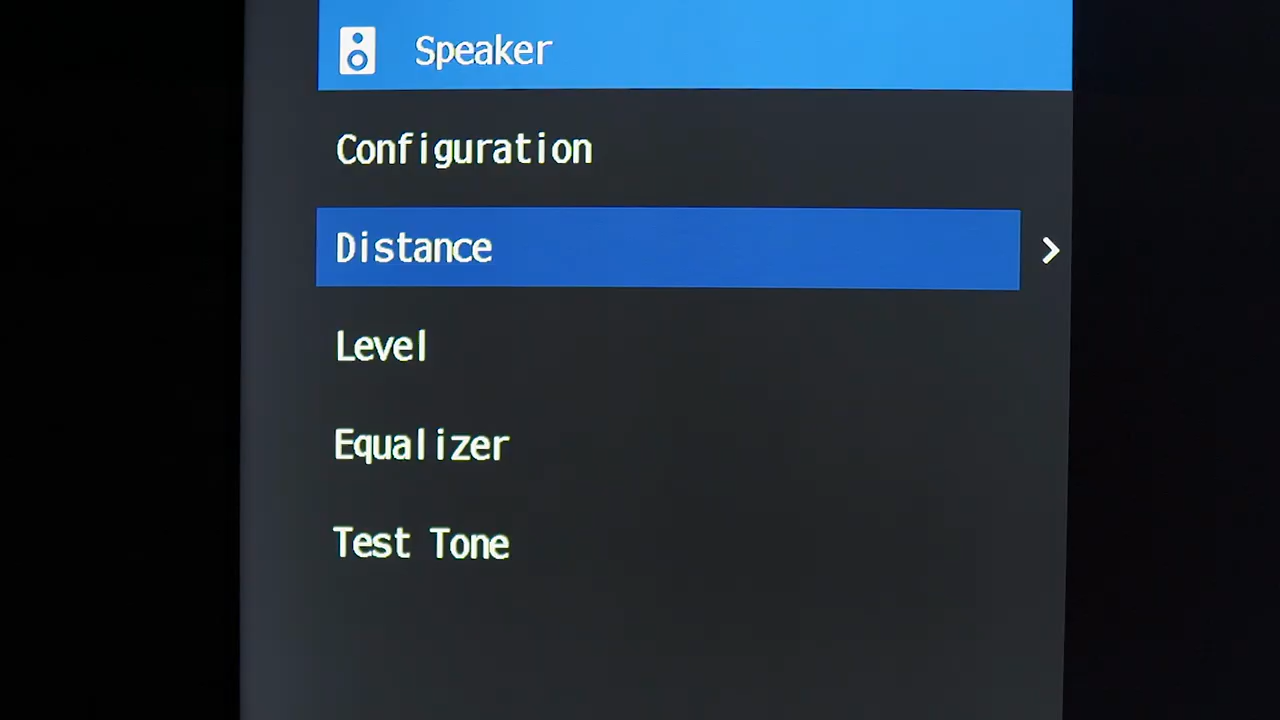 Speaker
Configuration
Distance
Level
Equalizer
Test Tone